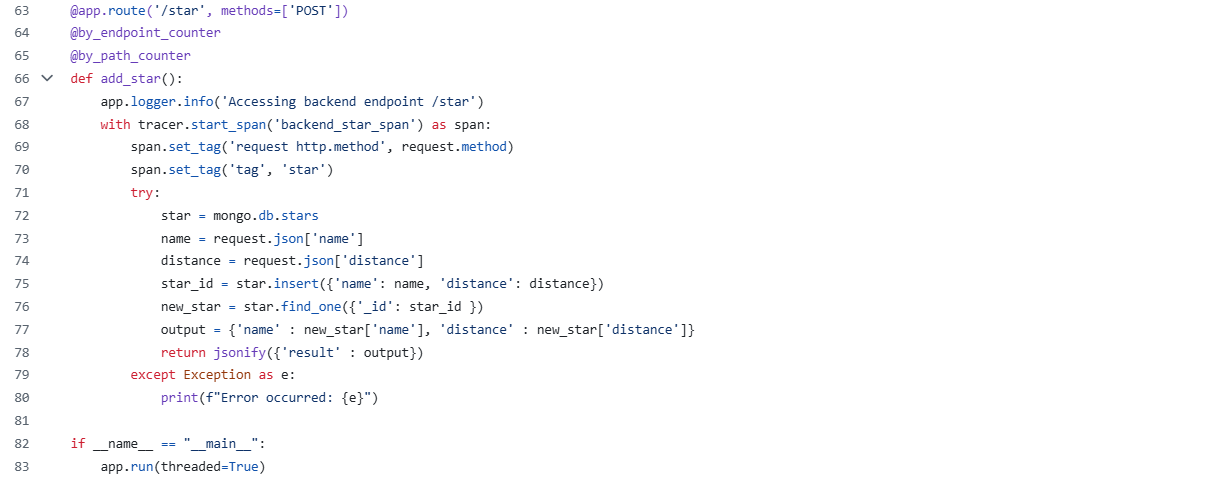 63 @app.route('/star', methods=['POST'])
64 @by_endpoint_counter
65 @by_path_counter
66 def add_star():
67     app.logger.info('Accessing backend endpoint /star')
68     with tracer.start_span('backend_star_span') as span:
69         span.set_tag('request http.method', request.method)
70         span.set_tag('tag', 'star')
71         try:
72             star = mongo.db.stars
73             name = request.json['name']
74             distance = request.json['distance']
75             star_id = star.insert({'name': name, 'distance': distance})
76             new_star = star.find_one({'_id': star_id })
77             output = {'name' : new_star['name'], 'distance' : new_star['distance']}
78             return jsonify({'result' : output})
79         except Exception as e:
80             print(f"Error occurred: {e}")
81
82 if __name__ == "__main__":
83     app.run(threaded=True)